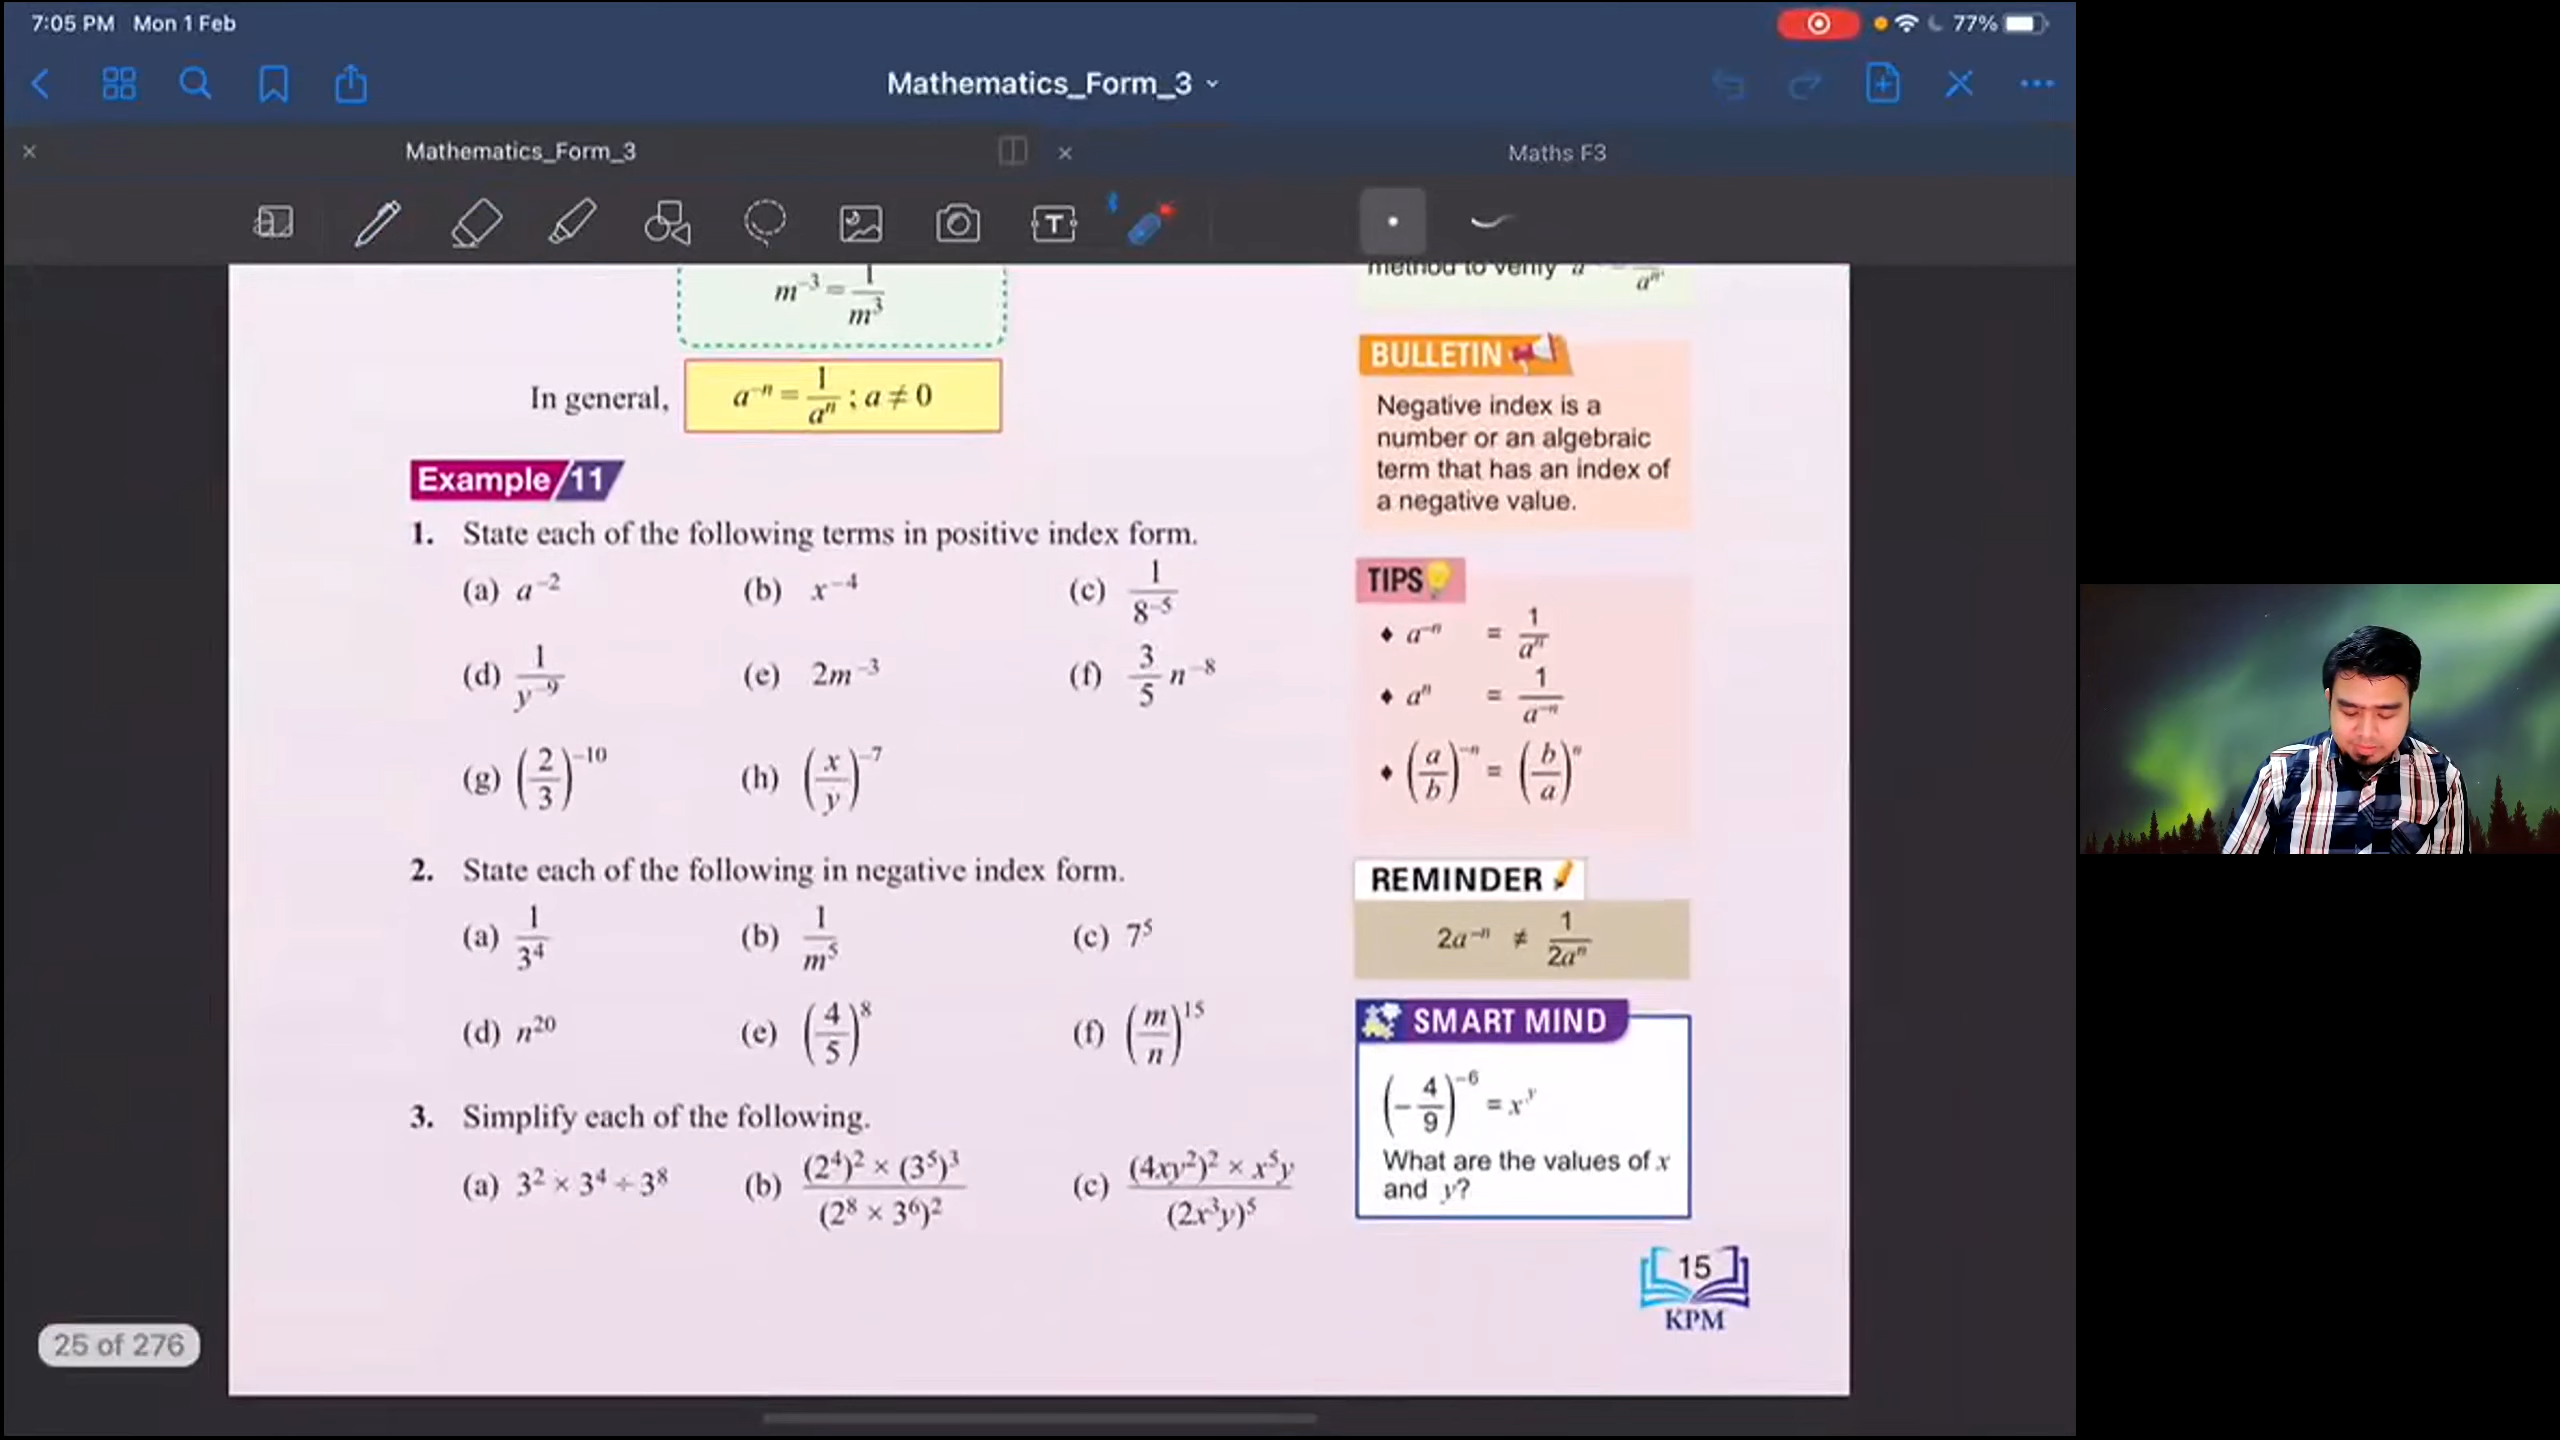 7:05 PM Mon 1 Feb
77%
Mathematics_Form_3
Mathematics_Form_3
Maths F3
m⁻³ = 1/m³
In general, a⁻ⁿ = 1/aⁿ ; a ≠ 0
Example 11
1. State each of the following terms in positive index form.
(a) a⁻² (b) x⁻⁴ (c) 1/8⁻⁵
(d) 1/y⁻⁹ (e) 2m⁻³ (f) 3/5 n⁻⁸
(g) (2/3)⁻¹⁰ (h) (x/y)⁻⁷
2. State each of the following in negative index form.
(a) 1/3⁴ (b) 1/m⁵ (c) 7⁵
(d) n²⁰ (e) (4/5)⁸ (f) (m/n)¹⁵
3. Simplify each of the following.
(a) 3² × 3⁴ ÷ 3⁸ (b) (2⁴)² × (3⁵)³ / (2⁸ × 3⁶)² (c) (4xy²)² × x⁵y / (2x³y)⁵
method to verify
BULLETIN
Negative index is a
number or an algebraic
term that has an index of
a negative value.
TIPS
♦ a⁻ⁿ = 1/aⁿ
♦ aⁿ = 1/a⁻ⁿ
♦ (a/b)⁻ⁿ = (b/a)ⁿ
REMINDER
2a⁻ⁿ ≠ 1/2aⁿ
SMART MIND
(−4/9)⁻⁶ = xʸ
What are the values of x
and y?
15
KPM
25 of 276